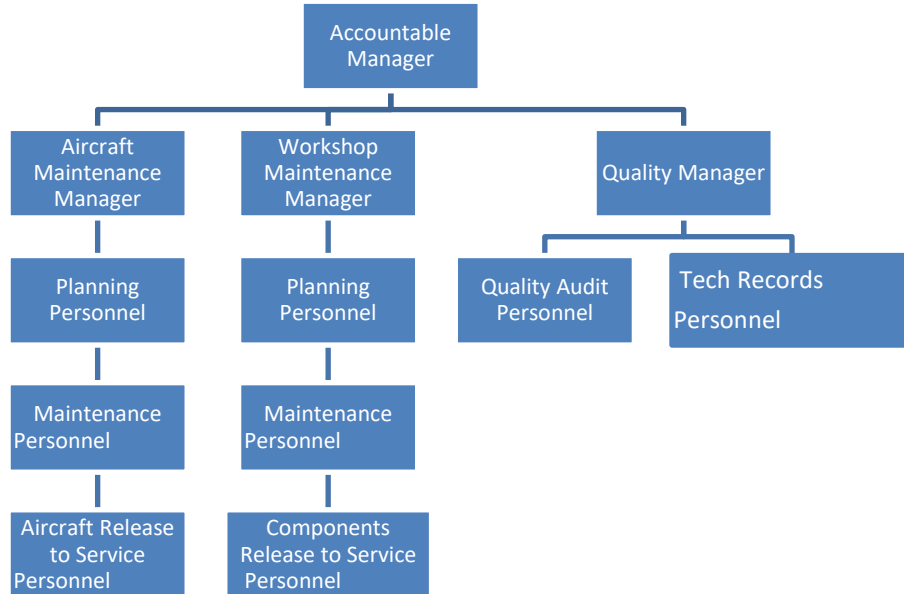 Accountable
Manager
Aircraft
Maintenance
Manager
Workshop
Maintenance
Manager
Quality Manager
Planning
Personnel
Planning
Personnel
Quality Audit
Personnel
Tech Records
Personnel
Maintenance
Personnel
Maintenance
Personnel
Aircraft Release
to Service
Personnel
Components
Release to Service
Personnel